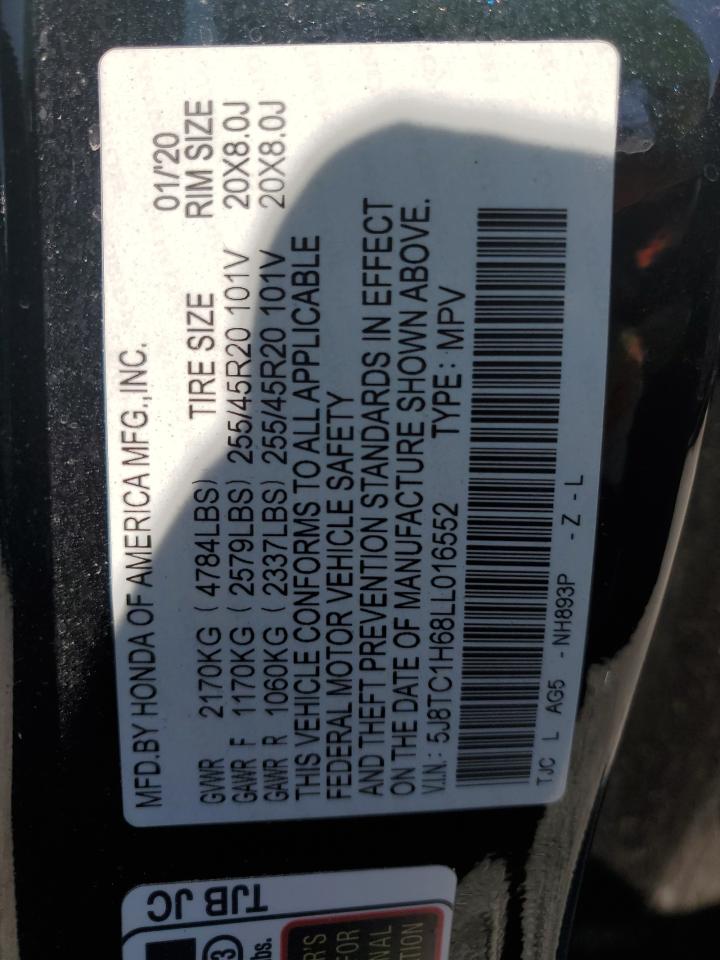 MFD.BY HONDA OF AMERICA MFG.,INC. 01/'20
TIRE SIZE RIM SIZE
GVWR 2170KG ( 4784LBS)
GAWR F 1170KG ( 2579LBS) 255/45R20 101V 20X8.0J
GAWR R 1060KG ( 2337LBS) 255/45R20 101V 20X8.0J
THIS VEHICLE CONFORMS TO ALL APPLICABLE
FEDERAL MOTOR VEHICLE SAFETY
AND THEFT PREVENTION STANDARDS IN EFFECT
ON THE DATE OF MANUFACTURE SHOWN ABOVE.
V.I.N.: 5J8TC1H68LL016552 TYPE: MPV
TJC L AG5 -NH893P - Z - L
TJB JC